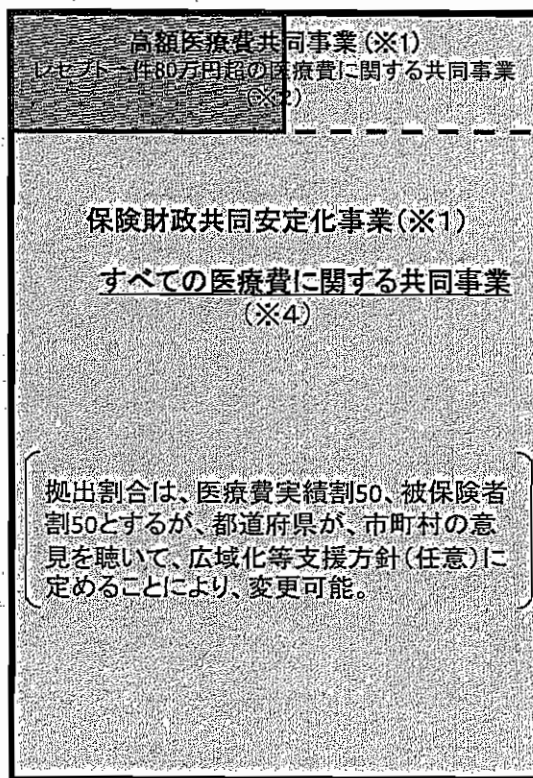 高額医療費共同事業(※1)
レセプト一件80万円超の医療費に関する共同事業
(※2)
保険財政共同安定化事業(※1)
すべての医療費に関する共同事業
(※4)
拠出割合は、医療費実績割50、被保険者
割50とするが、都道府県が、市町村の意
見を聴いて、広域化等支援方針(任意)に
定めることにより、変更可能。